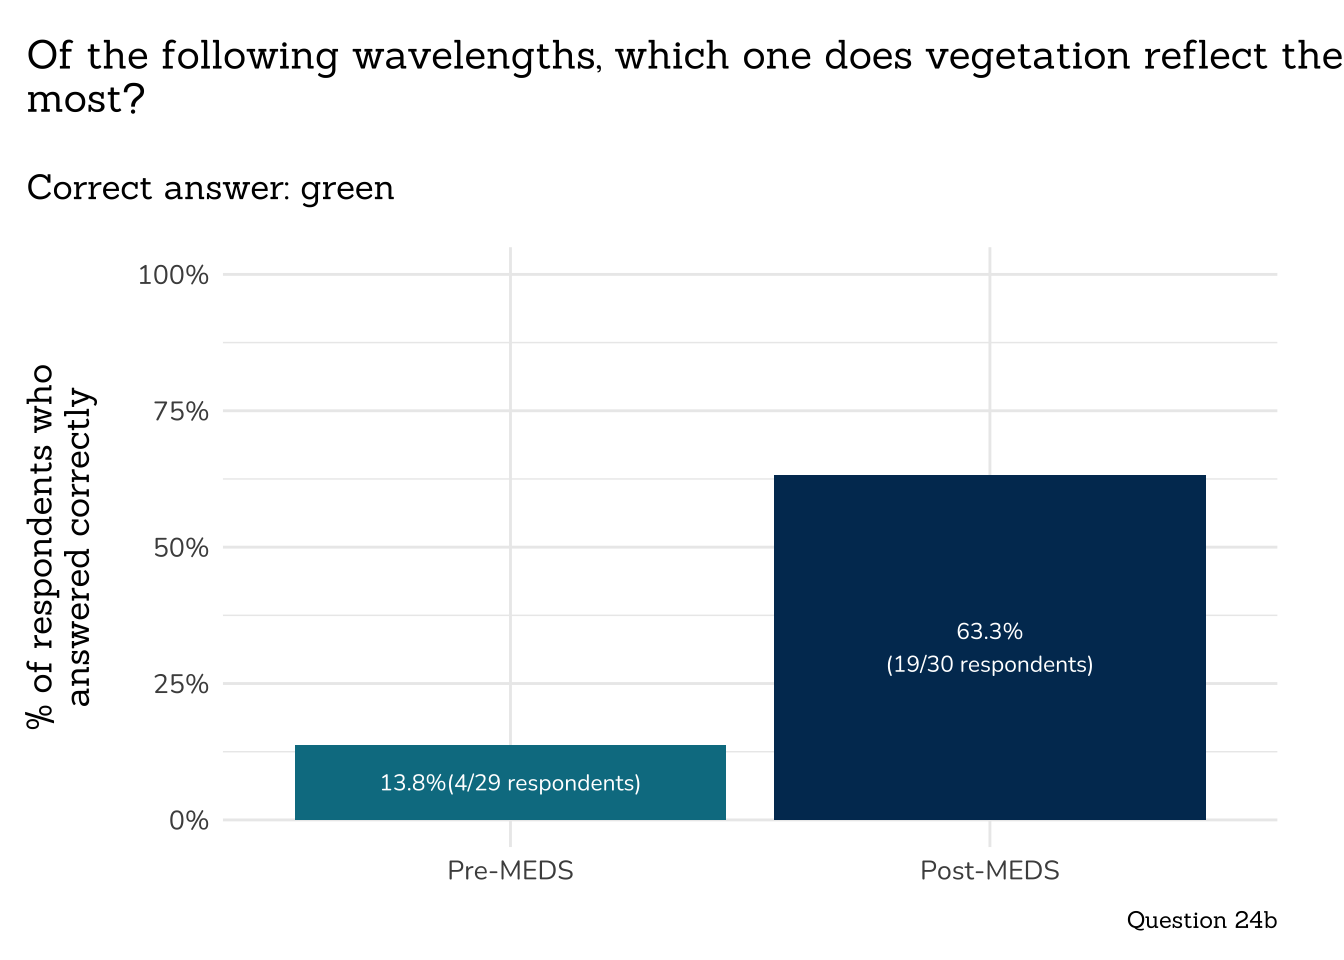 Of the following wavelengths, which one does vegetation reflect the
most?
Correct answer: green
% of respondents who
answered correctly
100%
75%
50%
25%
0%
13.8%(4/29 respondents)
63.3%
(19/30 respondents)
Pre-MEDS
Post-MEDS
Question 24b